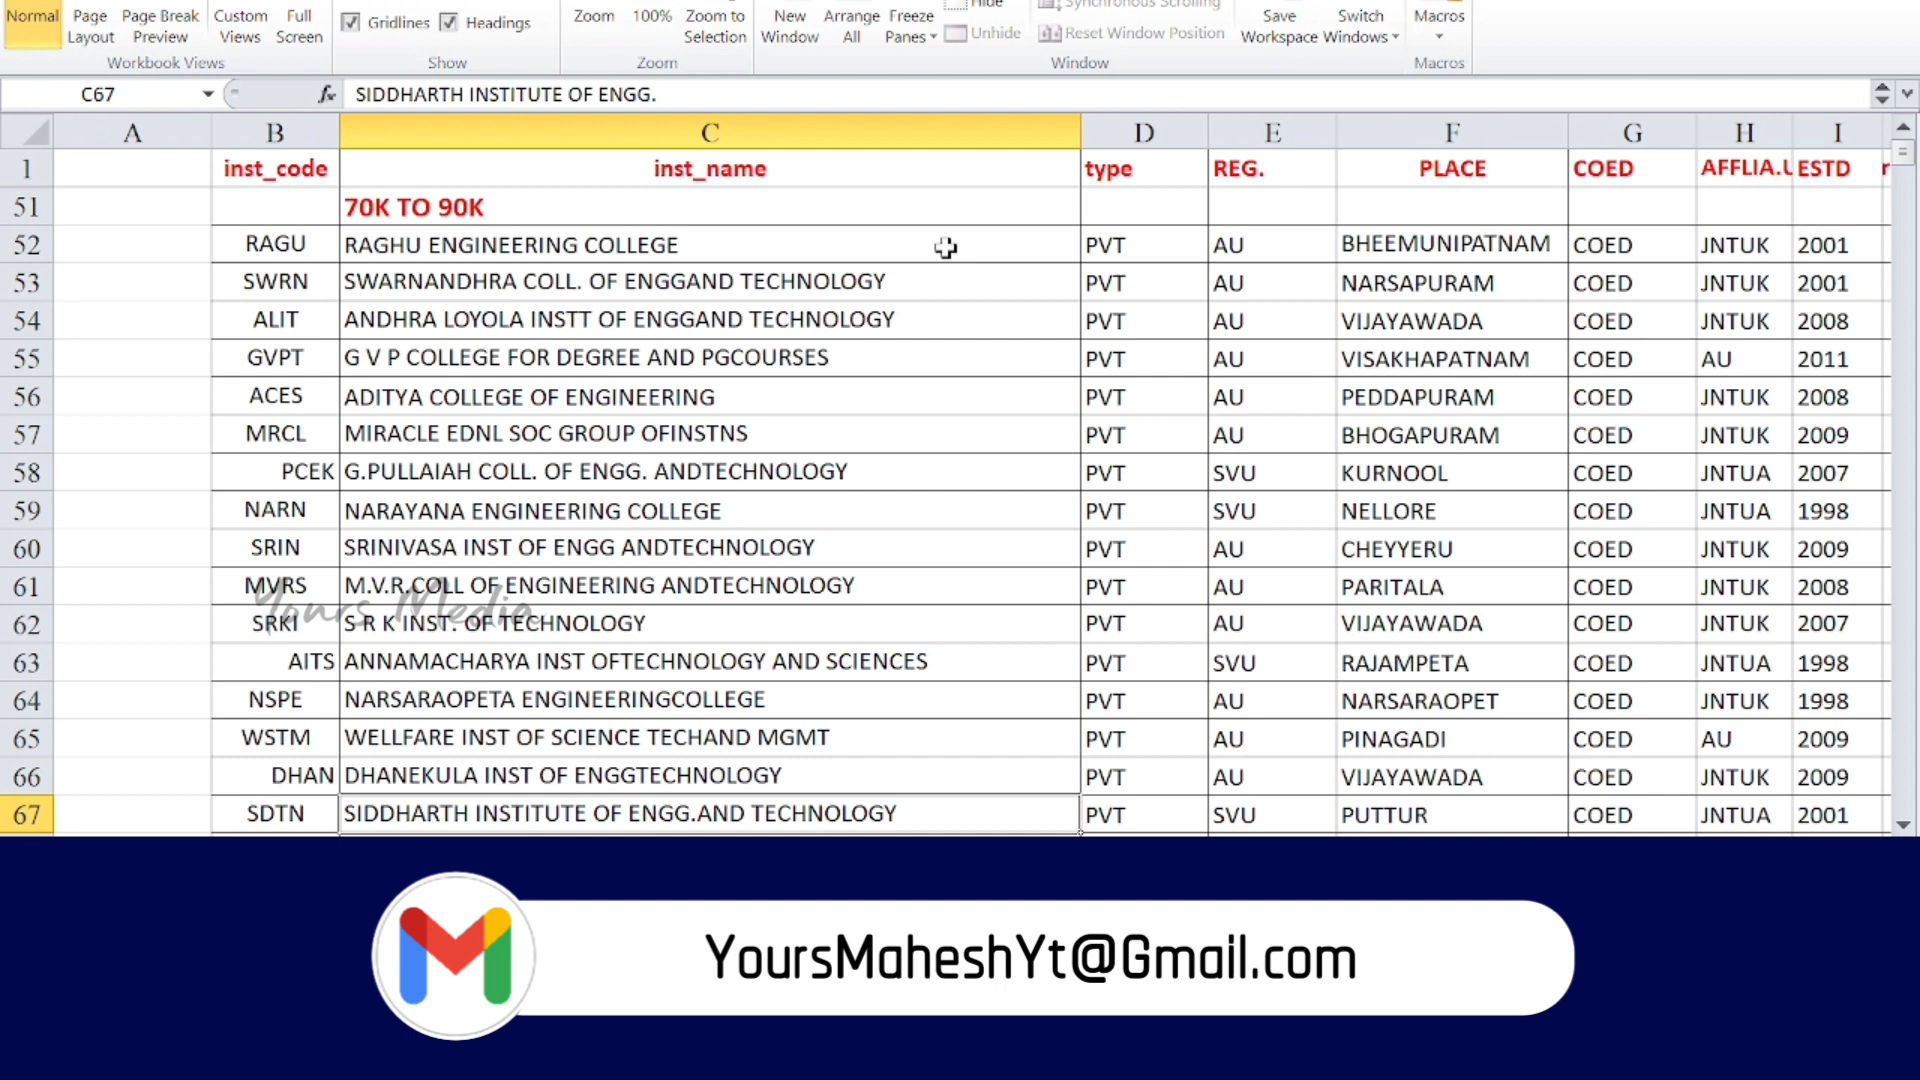 Normal Page Layout Page Break Preview Custom Views Full Screen Gridlines Headings Zoom 100% Zoom to Selection New Window Arrange All Freeze Panes Hide Unhide Synchronous Scrolling Reset Window Position Save Workspace Switch Windows Macros
Workbook Views Show Zoom Window Macros
C67 fx SIDDHARTH INSTITUTE OF ENGG.
A B C D E F G H I
1 inst_code inst_name type REG. PLACE COED AFFLIA.U ESTD r
51 70K TO 90K
52 RAGU RAGHU ENGINEERING COLLEGE PVT AU BHEEMUNIPATNAM COED JNTUK 2001
53 SWRN SWARNANDHRA COLL. OF ENGGAND TECHNOLOGY PVT AU NARSAPURAM COED JNTUK 2001
54 ALIT ANDHRA LOYOLA INSTT OF ENGGAND TECHNOLOGY PVT AU VIJAYAWADA COED JNTUK 2008
55 GVPT G V P COLLEGE FOR DEGREE AND PGCOURSES PVT AU VISAKHAPATNAM COED AU 2011
56 ACES ADITYA COLLEGE OF ENGINEERING PVT AU PEDDAPURAM COED JNTUK 2008
57 MRCL MIRACLE EDNL SOC GROUP OFINSTNS PVT AU BHOGAPURAM COED JNTUK 2009
58 PCEK G.PULLAIAH COLL. OF ENGG. ANDTECHNOLOGY PVT SVU KURNOOL COED JNTUA 2007
59 NARN NARAYANA ENGINEERING COLLEGE PVT SVU NELLORE COED JNTUA 1998
60 SRIN SRINIVASA INST OF ENGG ANDTECHNOLOGY PVT AU CHEYYERU COED JNTUK 2009
61 MVRS M.V.R.COLL OF ENGINEERING ANDTECHNOLOGY PVT AU PARITALA COED JNTUK 2008
Yours Media
62 SRKI S R K INST. OF TECHNOLOGY PVT AU VIJAYAWADA COED JNTUK 2007
63 AITS ANNAMACHARYA INST OFTECHNOLOGY AND SCIENCES PVT SVU RAJAMPETA COED JNTUA 1998
64 NSPE NARSARAOPETA ENGINEERINGCOLLEGE PVT AU NARSARAOPET COED JNTUK 1998
65 WSTM WELLFARE INST OF SCIENCE TECHAND MGMT PVT AU PINAGADI COED AU 2009
66 DHAN DHANEKULA INST OF ENGGTECHNOLOGY PVT AU VIJAYAWADA COED JNTUK 2009
67 SDTN SIDDHARTH INSTITUTE OF ENGG.AND TECHNOLOGY PVT SVU PUTTUR COED JNTUA 2001
YoursMaheshYt@Gmail.com